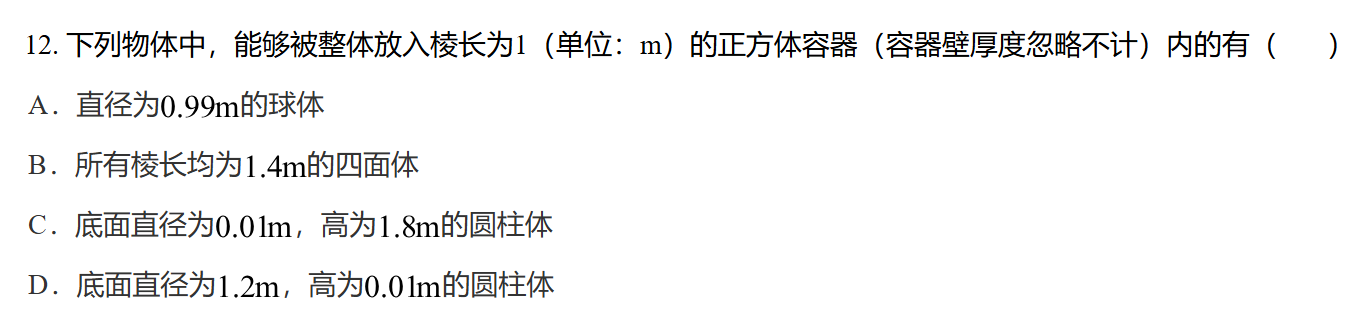 12. 下列物体中，能够被整体放入棱长为1（单位：m）的正方体容器（容器壁厚度忽略不计）内的有（　　）
A．直径为0.99m的球体
B．所有棱长均为1.4m的四面体
C．底面直径为0.01m，高为1.8m的圆柱体
D．底面直径为1.2m，高为0.01m的圆柱体